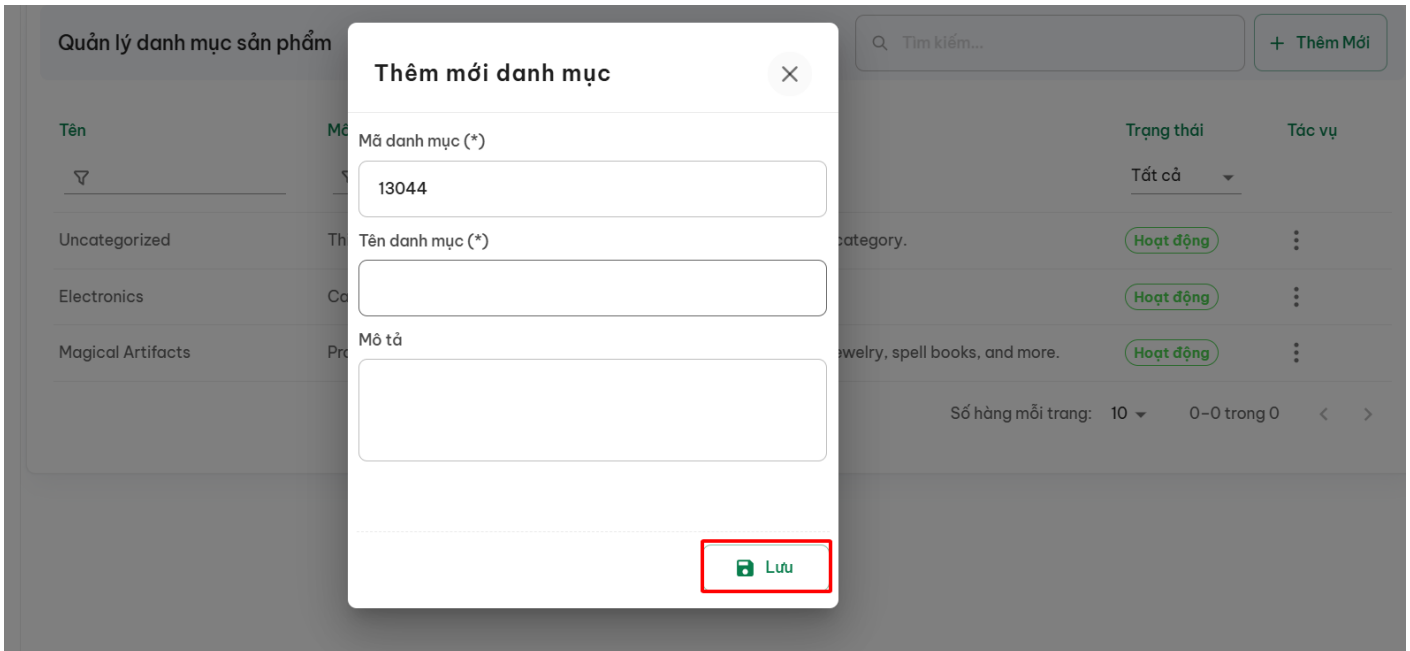 Quản lý danh mục sản phẩm
Tìm kiếm...
+ Thêm Mới
Thêm mới danh mục
Tên
Trạng thái
Tác vụ
Mã danh mục (*)
Tất cả
13044
Uncategorized
Tên danh mục (*)
category.
Hoạt động
Electronics
Hoạt động
Mô tả
Magical Artifacts
spell books, and more.
Hoạt động
Số hàng mỗi trang: 10
0–0 trong 0
Lưu